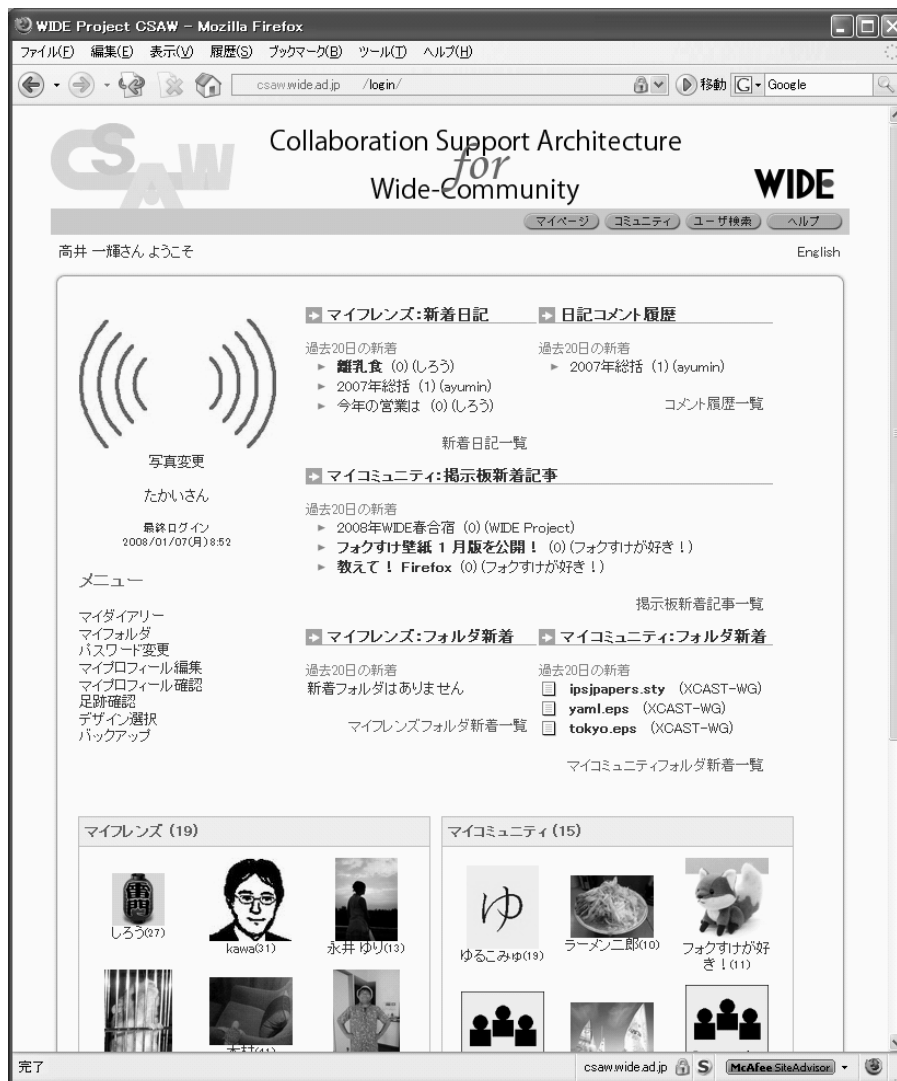 WIDE Project CSAW - Mozilla Firefox
ファイル(F) 編集(E) 表示(V) 履歴(S) ブックマーク(B) ツール(T) ヘルプ(H)
csaw.wide.ad.jp /login/ 移動 G Google
CSAW
Collaboration Support Architecture
for
Wide-Community
WIDE
マイページ コミュニティ ユーザ検索 ヘルプ
高井 一輝さん ようこそ English
マイフレンズ:新着日記
過去20日の新着
離乳食 (0) (しろう)
2007年総括 (1) (ayumin)
今年の営業は (0) (しろう)
新着日記一覧
日記コメント履歴
過去20日の新着
2007年総括 (1) (ayumin)
コメント履歴一覧
写真変更
たかいさん
最終ログイン
2008/01/07(月) 8:52
マイコミュニティ:掲示板新着記事
過去20日の新着
2008年WIDE春合宿 (0) (WIDE Project)
フォクすけ壁紙 1 月版を公開! (0) (フォクすけが好き!)
教えて! Firefox (0) (フォクすけが好き!)
掲示板新着記事一覧
メニュー
マイダイアリー
マイフォルダ
パスワード変更
マイプロフィール編集
マイプロフィール確認
足跡確認
デザイン選択
バックアップ
マイフレンズ:フォルダ新着
過去20日の新着
新着フォルダはありません
マイフレンズフォルダ新着一覧
マイコミュニティ:フォルダ新着
過去20日の新着
ipsjpapers.sty (XCAST-WG)
yaml.eps (XCAST-WG)
tokyo.eps (XCAST-WG)
マイコミュニティフォルダ新着一覧
マイフレンズ (19)
雷門
しろう(27)
kawa(31)
永井 ゆり(13)
マイコミュニティ (15)
ゆ
ゆるこみゅ(19)
ラーメン二郎(10)
フォクすけが好
き!(11)
完了 csaw.wide.ad.jp S McAfee SiteAdvisor